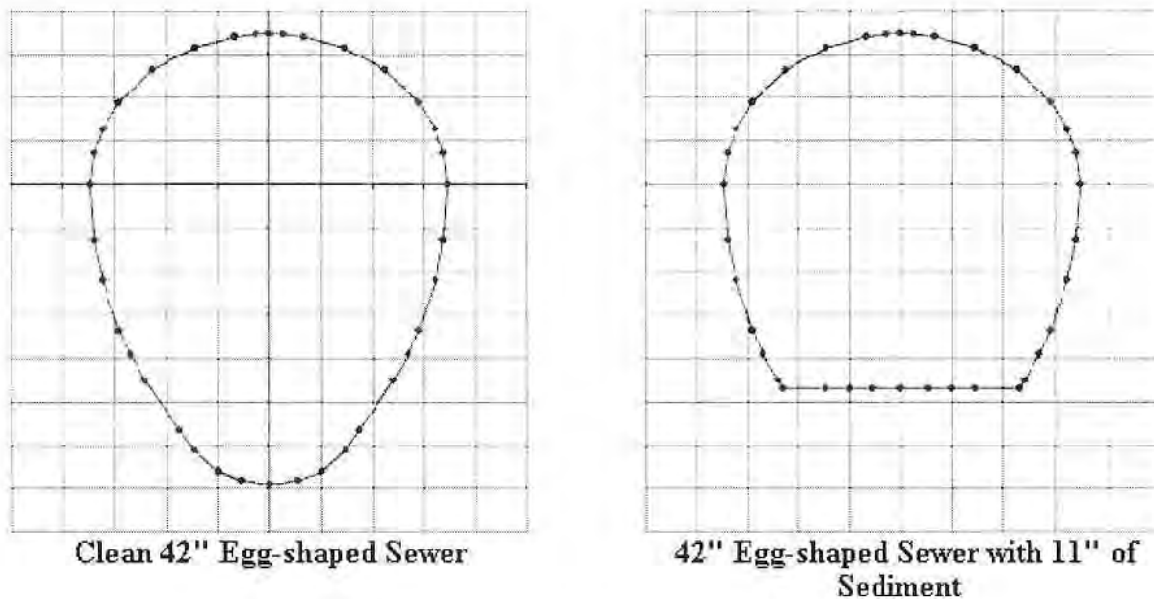 Clean 42" Egg-shaped Sewer
42" Egg-shaped Sewer with 11" of
Sediment